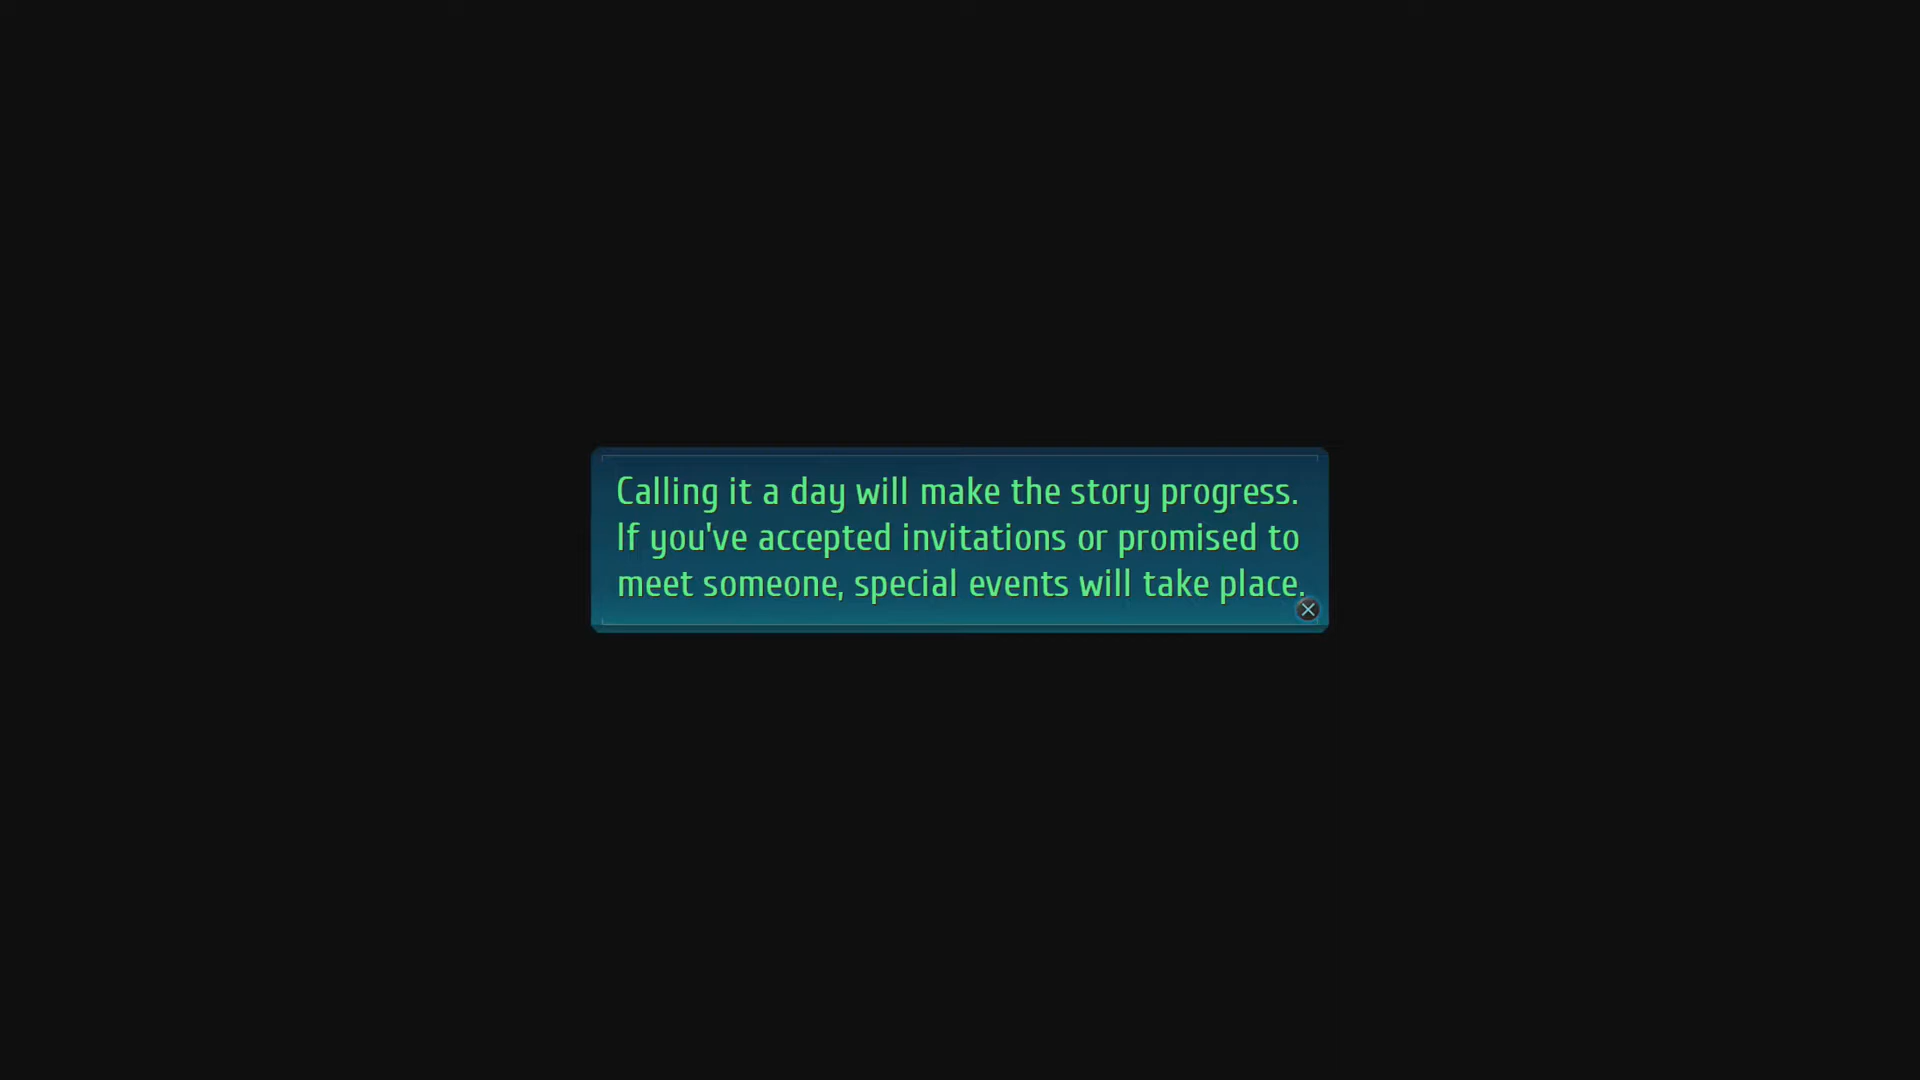 Calling it a day will make the story progress.
If you've accepted invitations or promised to
meet someone, special events will take place.